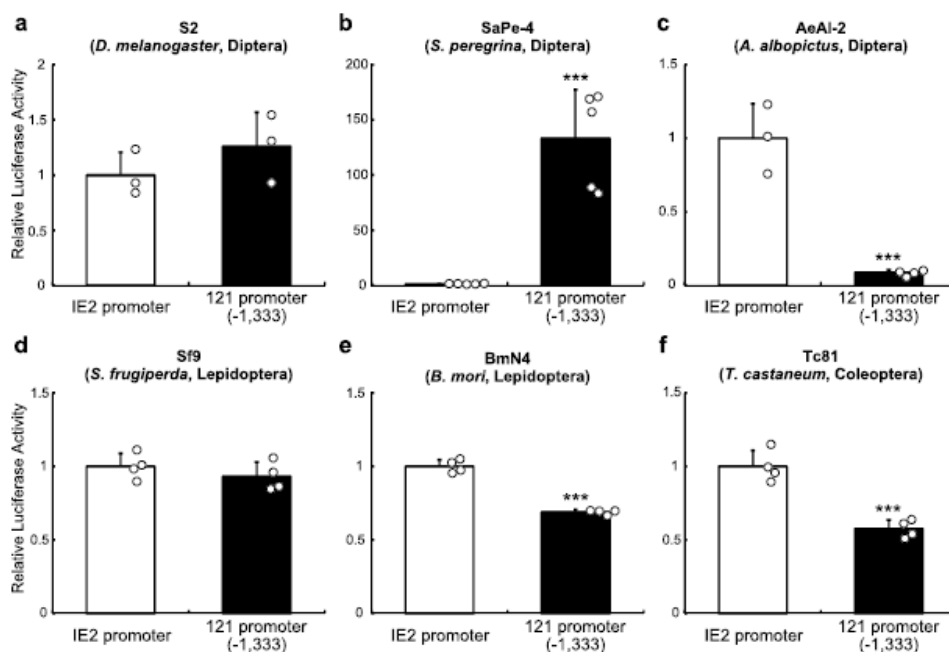 a
S2
(D. melanogaster, Diptera)
Relative Luciferase Activity
2
1.5
1
0.5
0
IE2 promoter
121 promoter
(-1,333)
b
SaPe-4
(S. peregrina, Diptera)
200
150
100
50
0
***
IE2 promoter
121 promoter
(-1,333)
c
AeAl-2
(A. albopictus, Diptera)
1.5
1
0.5
0
***
IE2 promoter
121 promoter
(-1,333)
d
Sf9
(S. frugiperda, Lepidoptera)
Relative Luciferase Activity
1.5
1
0.5
0
IE2 promoter
121 promoter
(-1,333)
e
BmN4
(B. mori, Lepidoptera)
1.5
1
0.5
0
***
IE2 promoter
121 promoter
(-1,333)
f
Tc81
(T. castaneum, Coleoptera)
1.5
1
0.5
0
***
IE2 promoter
121 promoter
(-1,333)